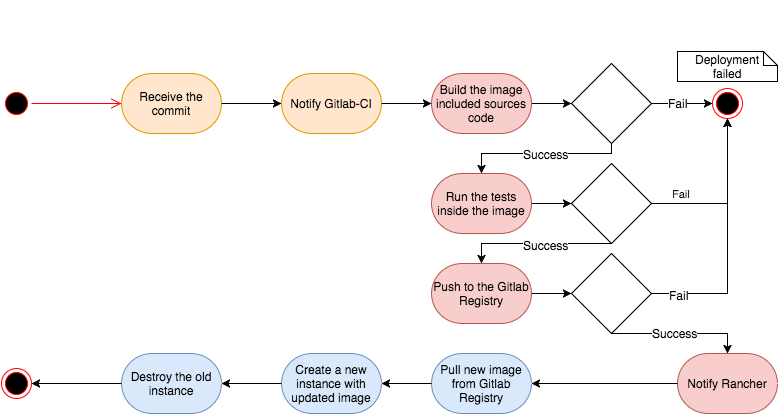 Deployment
failed
Receive the
commit
Notify Gitlab-CI
Build the image
included sources
code
Fail
Success
Run the tests
inside the image
Fail
Success
Push to the Gitlab
Registry
Fail
Success
Destroy the old
instance
Create a new
instance with
updated image
Pull new image
from Gitlab
Registry
Notify Rancher